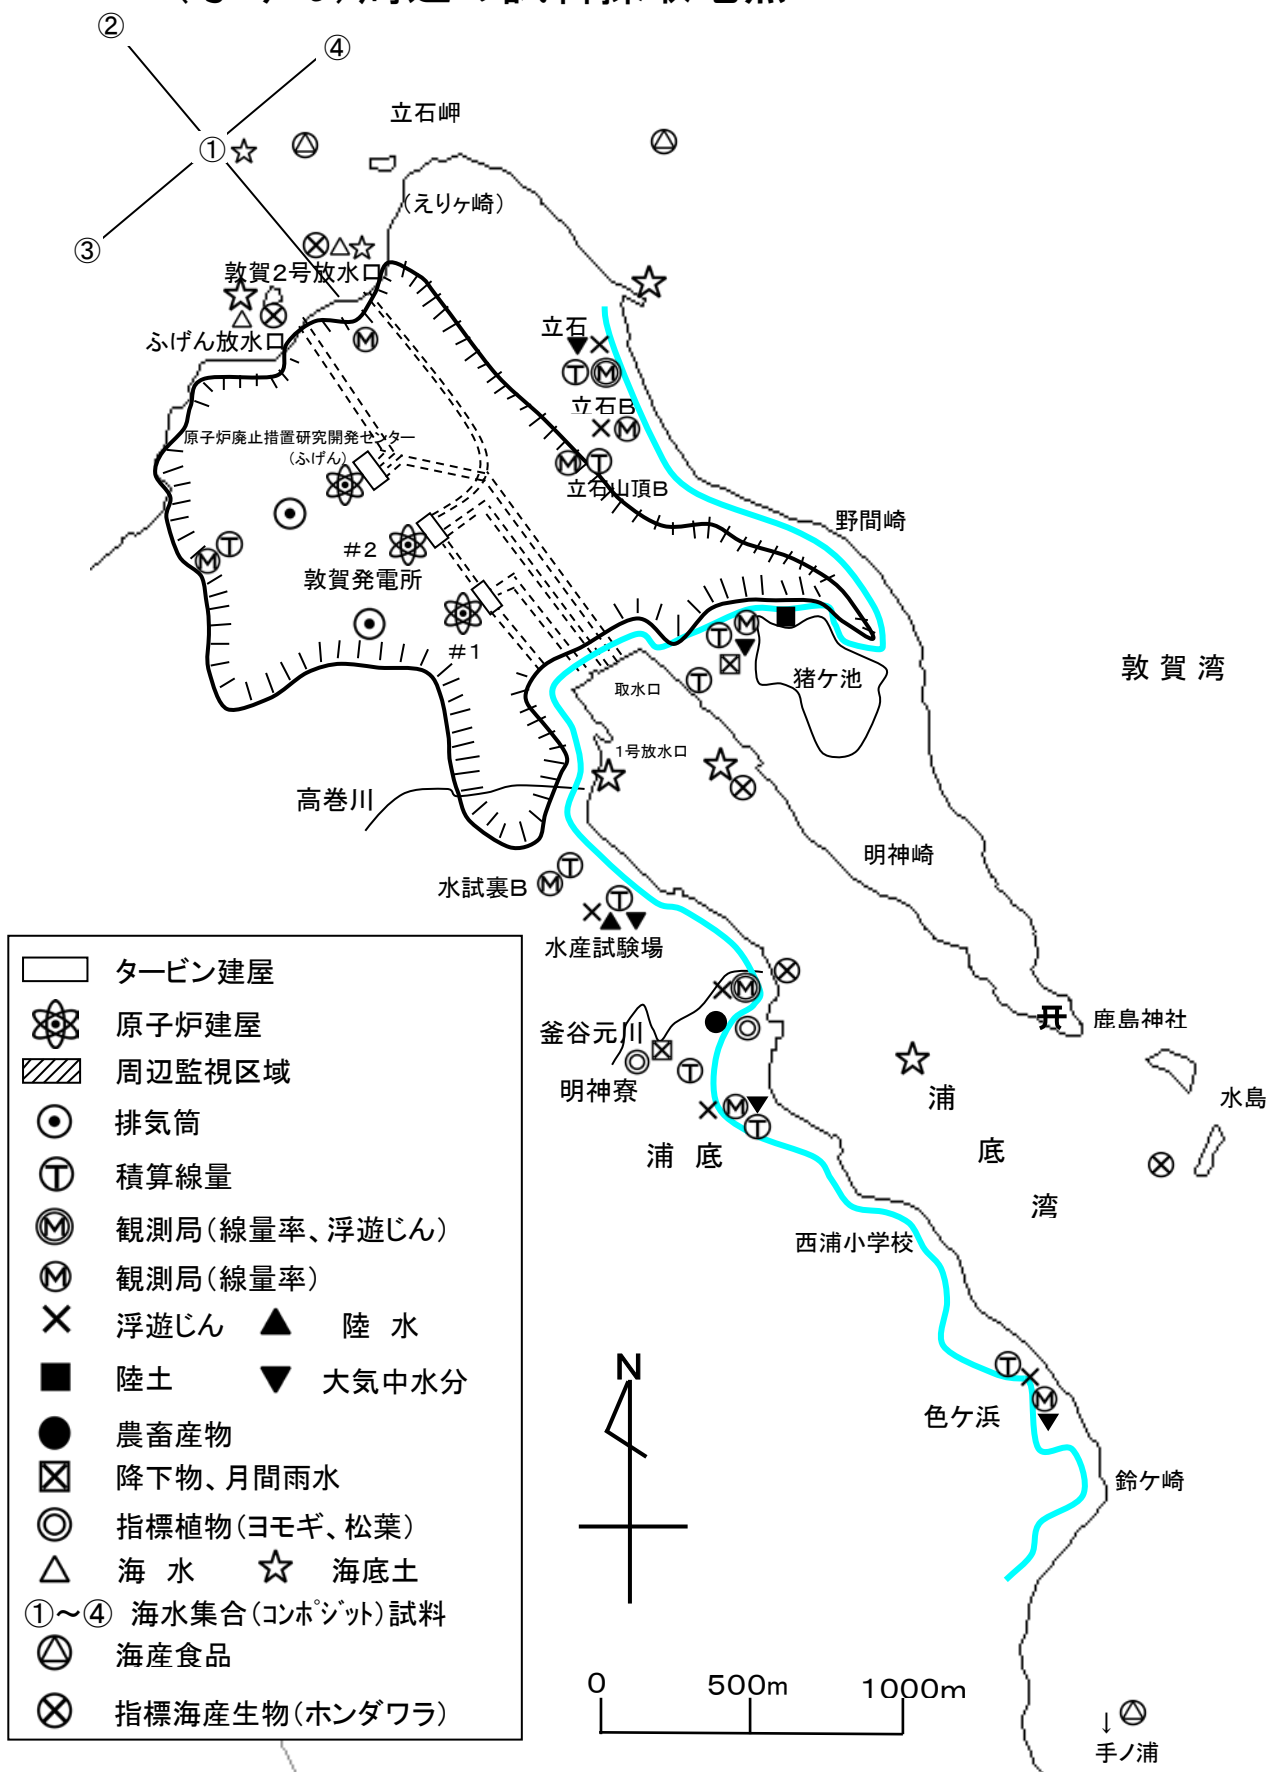 ②
④
立石岬
①
(えりヶ崎)
③
敦賀2号放水口
ふげん放水口
M
立石
T M
立石B
M
原子炉廃止措置研究開発センター
(ふげん)
M T
立石山頂B
野間崎
#2
M T
敦賀発電所
#1
M
T
猪ケ池
敦賀湾
取水口
T
1号放水口
高巻川
明神崎
T
水試裏B M
T
水産試験場
M
釜谷元川
鹿島神社
明神寮
T
浦底湾
水島
M
T
浦 底
西浦小学校
T
M
色ケ浜
鈴ケ崎
N
0 500m 1000m
↓
手ノ浦
タービン建屋
原子炉建屋
周辺監視区域
排気筒
T 積算線量
M 観測局(線量率、浮遊じん)
M 観測局(線量率)
浮遊じん 陸 水
陸土 大気中水分
農畜産物
降下物、月間雨水
指標植物(ヨモギ、松葉)
海 水 海底土
①~④ 海水集合(コンポジット)試料
海産食品
指標海産生物(ホンダワラ)